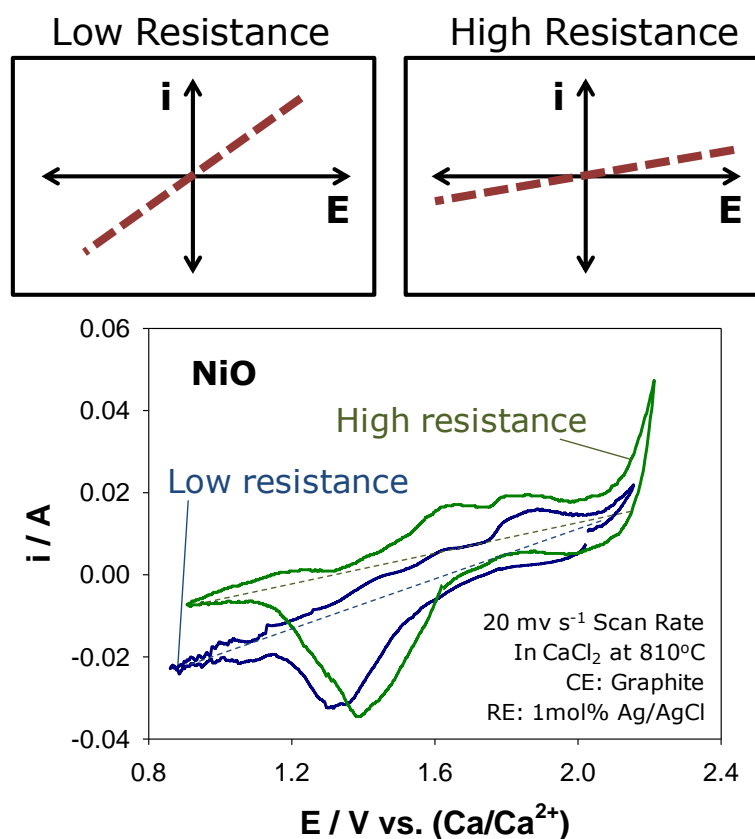 Low Resistance
High Resistance
i
E
i
E
0.06
0.04
0.02
0.00
-0.02
-0.04
i / A
NiO
High resistance
Low resistance
20 mv s⁻¹ Scan Rate
In CaCl₂ at 810ºC
CE: Graphite
RE: 1mol% Ag/AgCl
0.8 1.2 1.6 2.0 2.4
E / V vs. (Ca/Ca²⁺)